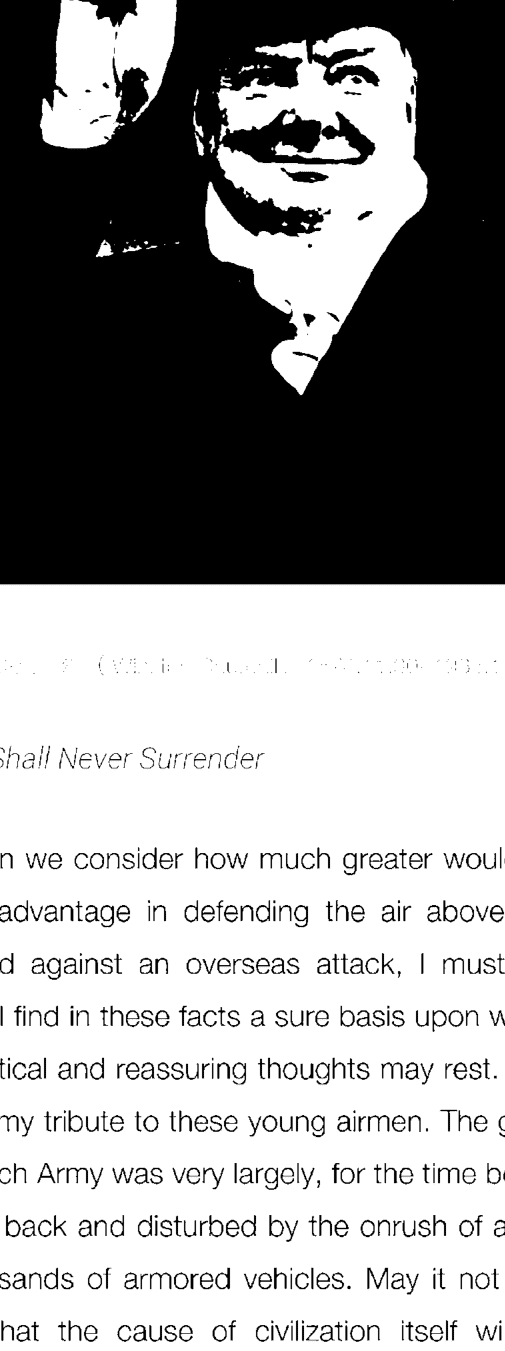 Shall Never Surrender
n we consider how much greater woul
advantage in defending the air above
d against an overseas attack, I must
I find in these facts a sure basis upon w
tical and reassuring thoughts may rest.
my tribute to these young airmen. The g
ch Army was very largely, for the time b
back and disturbed by the onrush of a
sands of armored vehicles. May it not
hat the cause of civilization itself wi